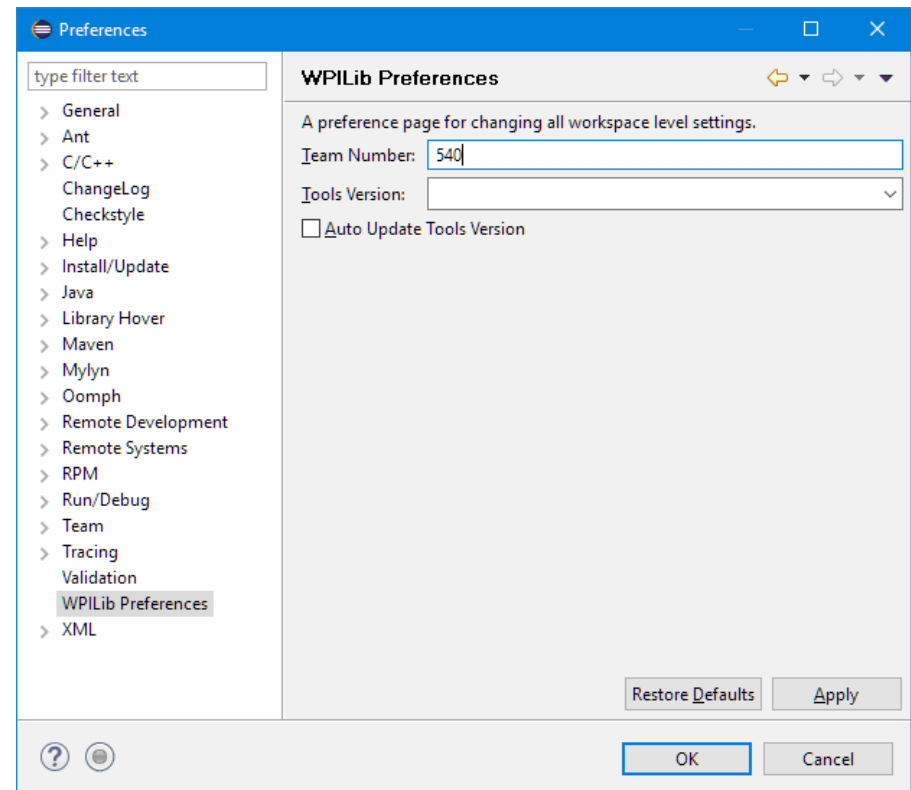 Preferences
type filter text
General
Ant
C/C++
ChangeLog
Checkstyle
Help
Install/Update
Java
Library Hover
Maven
Mylyn
Oomph
Remote Development
Remote Systems
RPM
Run/Debug
Team
Tracing
Validation
WPILib Preferences
XML
WPILib Preferences
A preference page for changing all workspace level settings.
Team Number: 540
Tools Version:
Auto Update Tools Version
Restore Defaults Apply
? OK Cancel